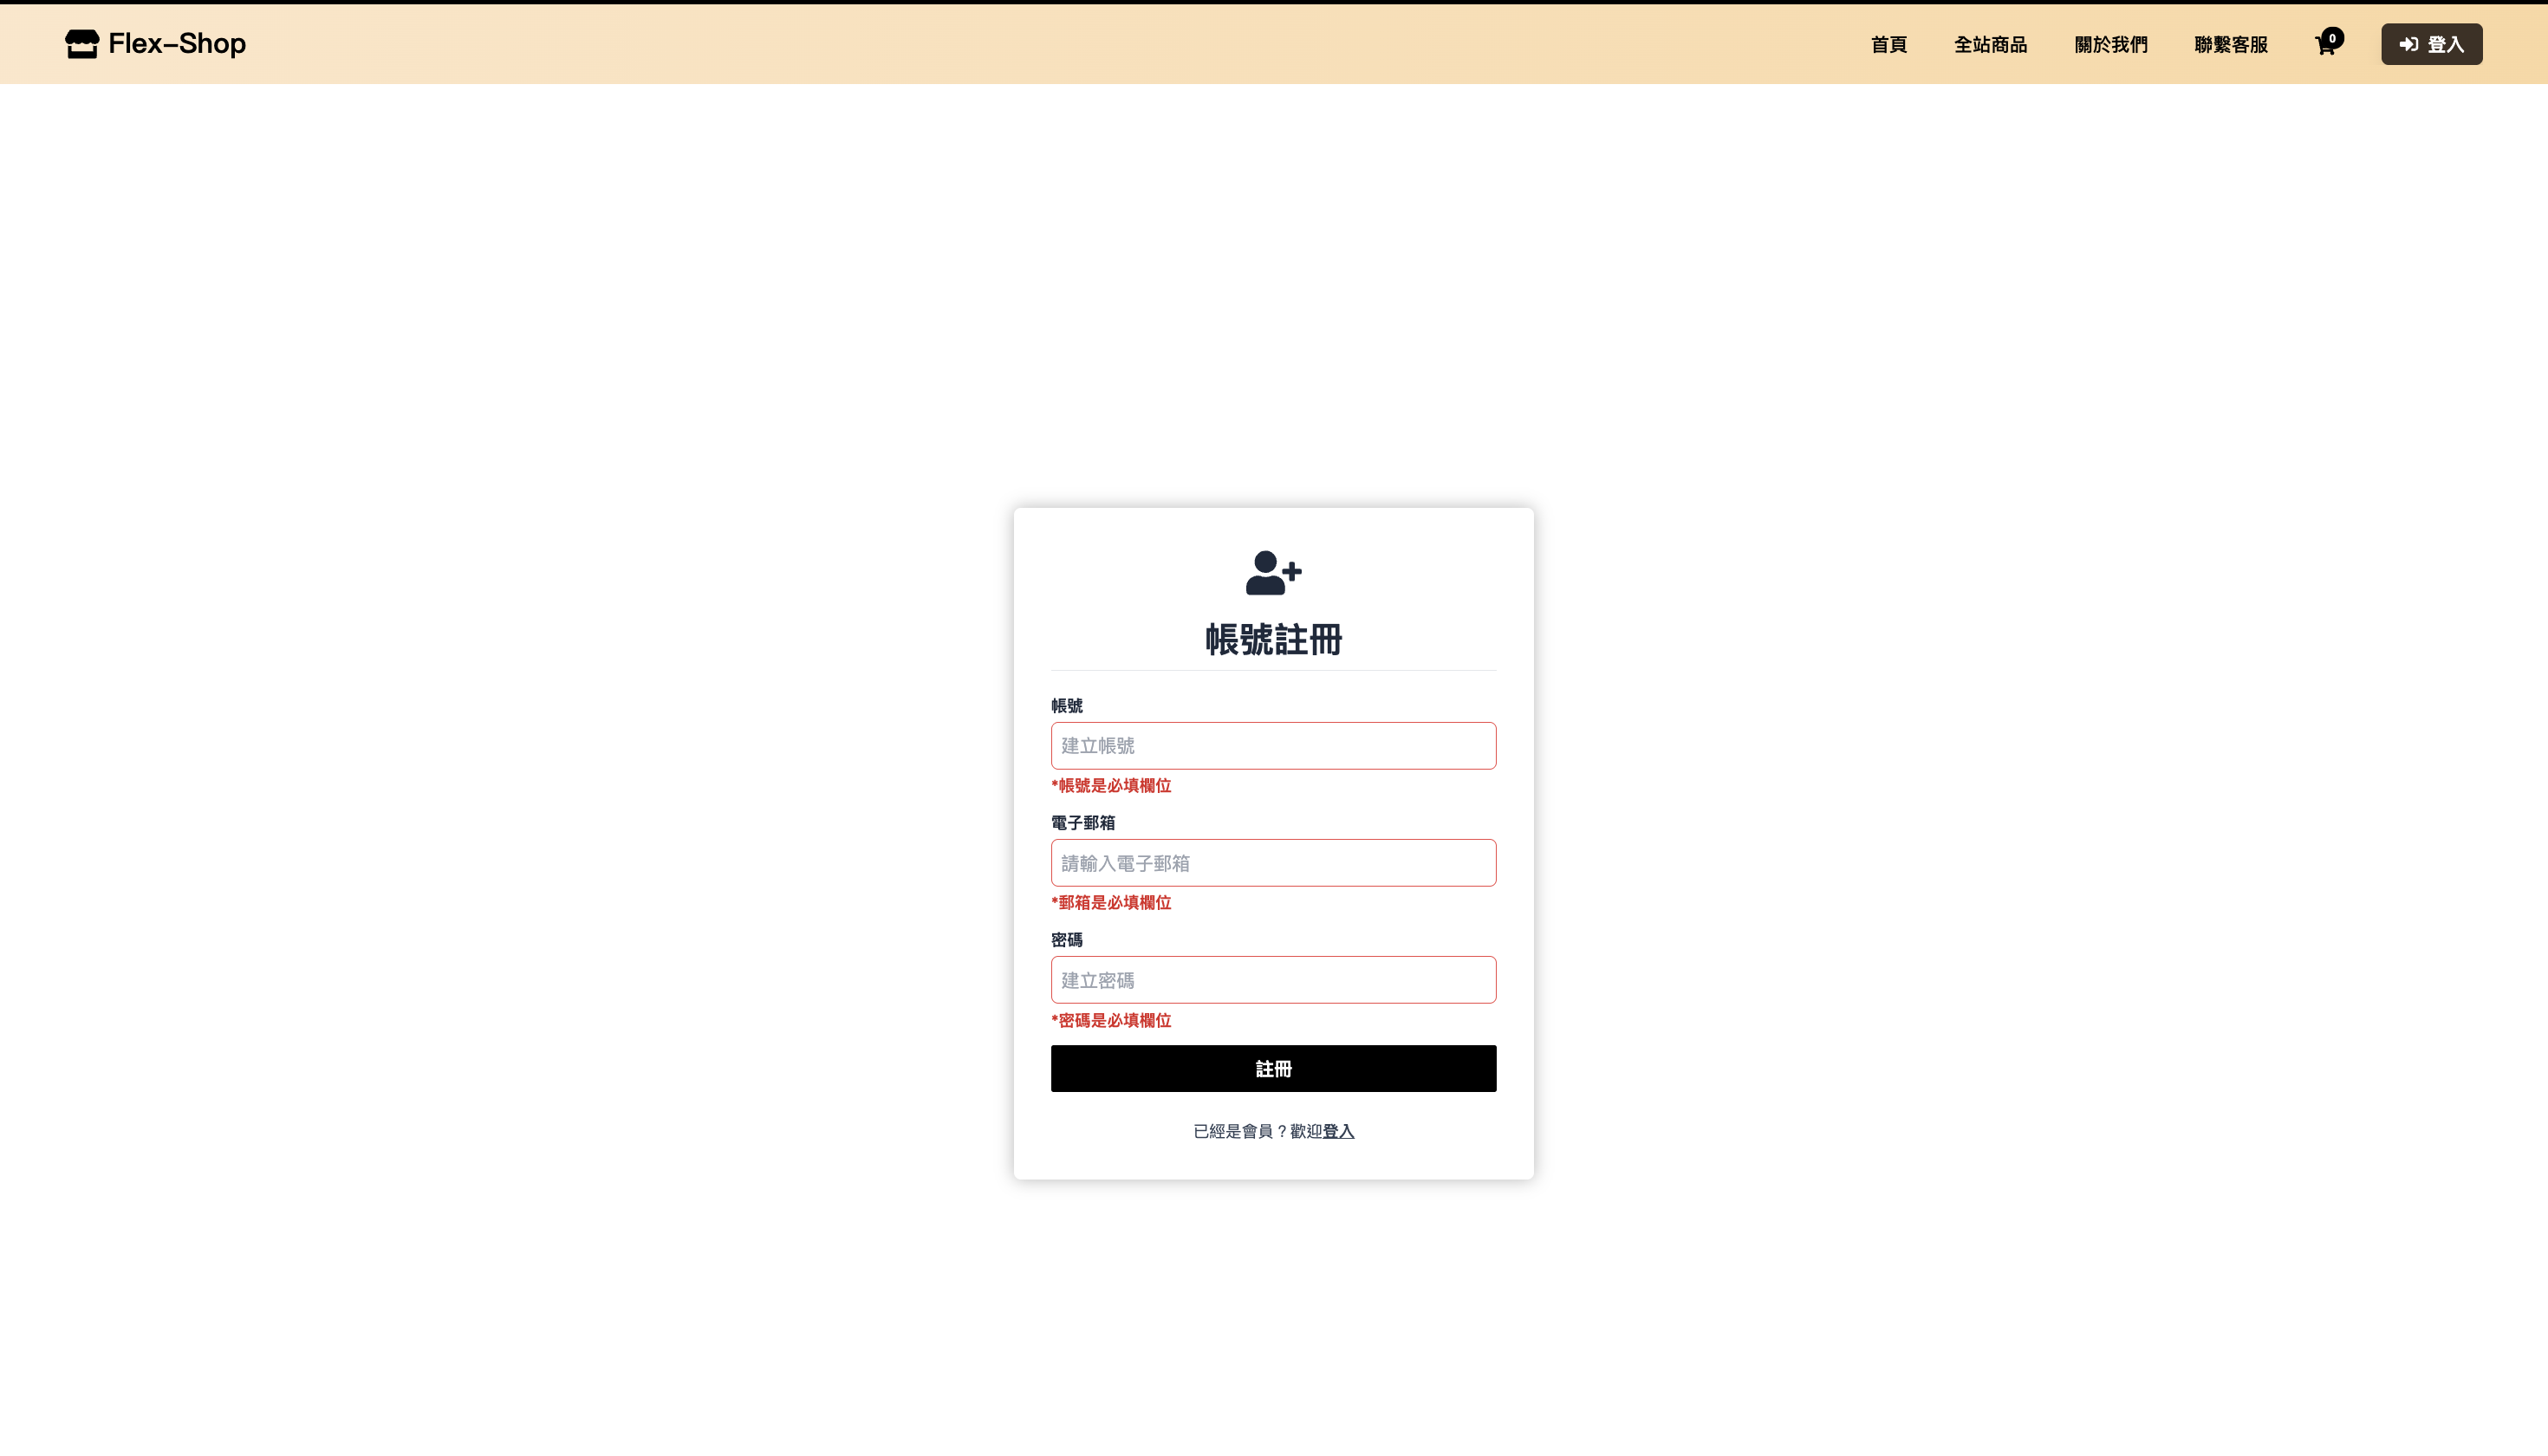 Flex-Shop
首頁 全站商品 關於我們 聯繫客服 0 登入
帳號註冊
帳號
建立帳號
*帳號是必填欄位
電子郵箱
請輸入電子郵箱
*郵箱是必填欄位
密碼
建立密碼
*密碼是必填欄位
註冊
已經是會員？歡迎登入